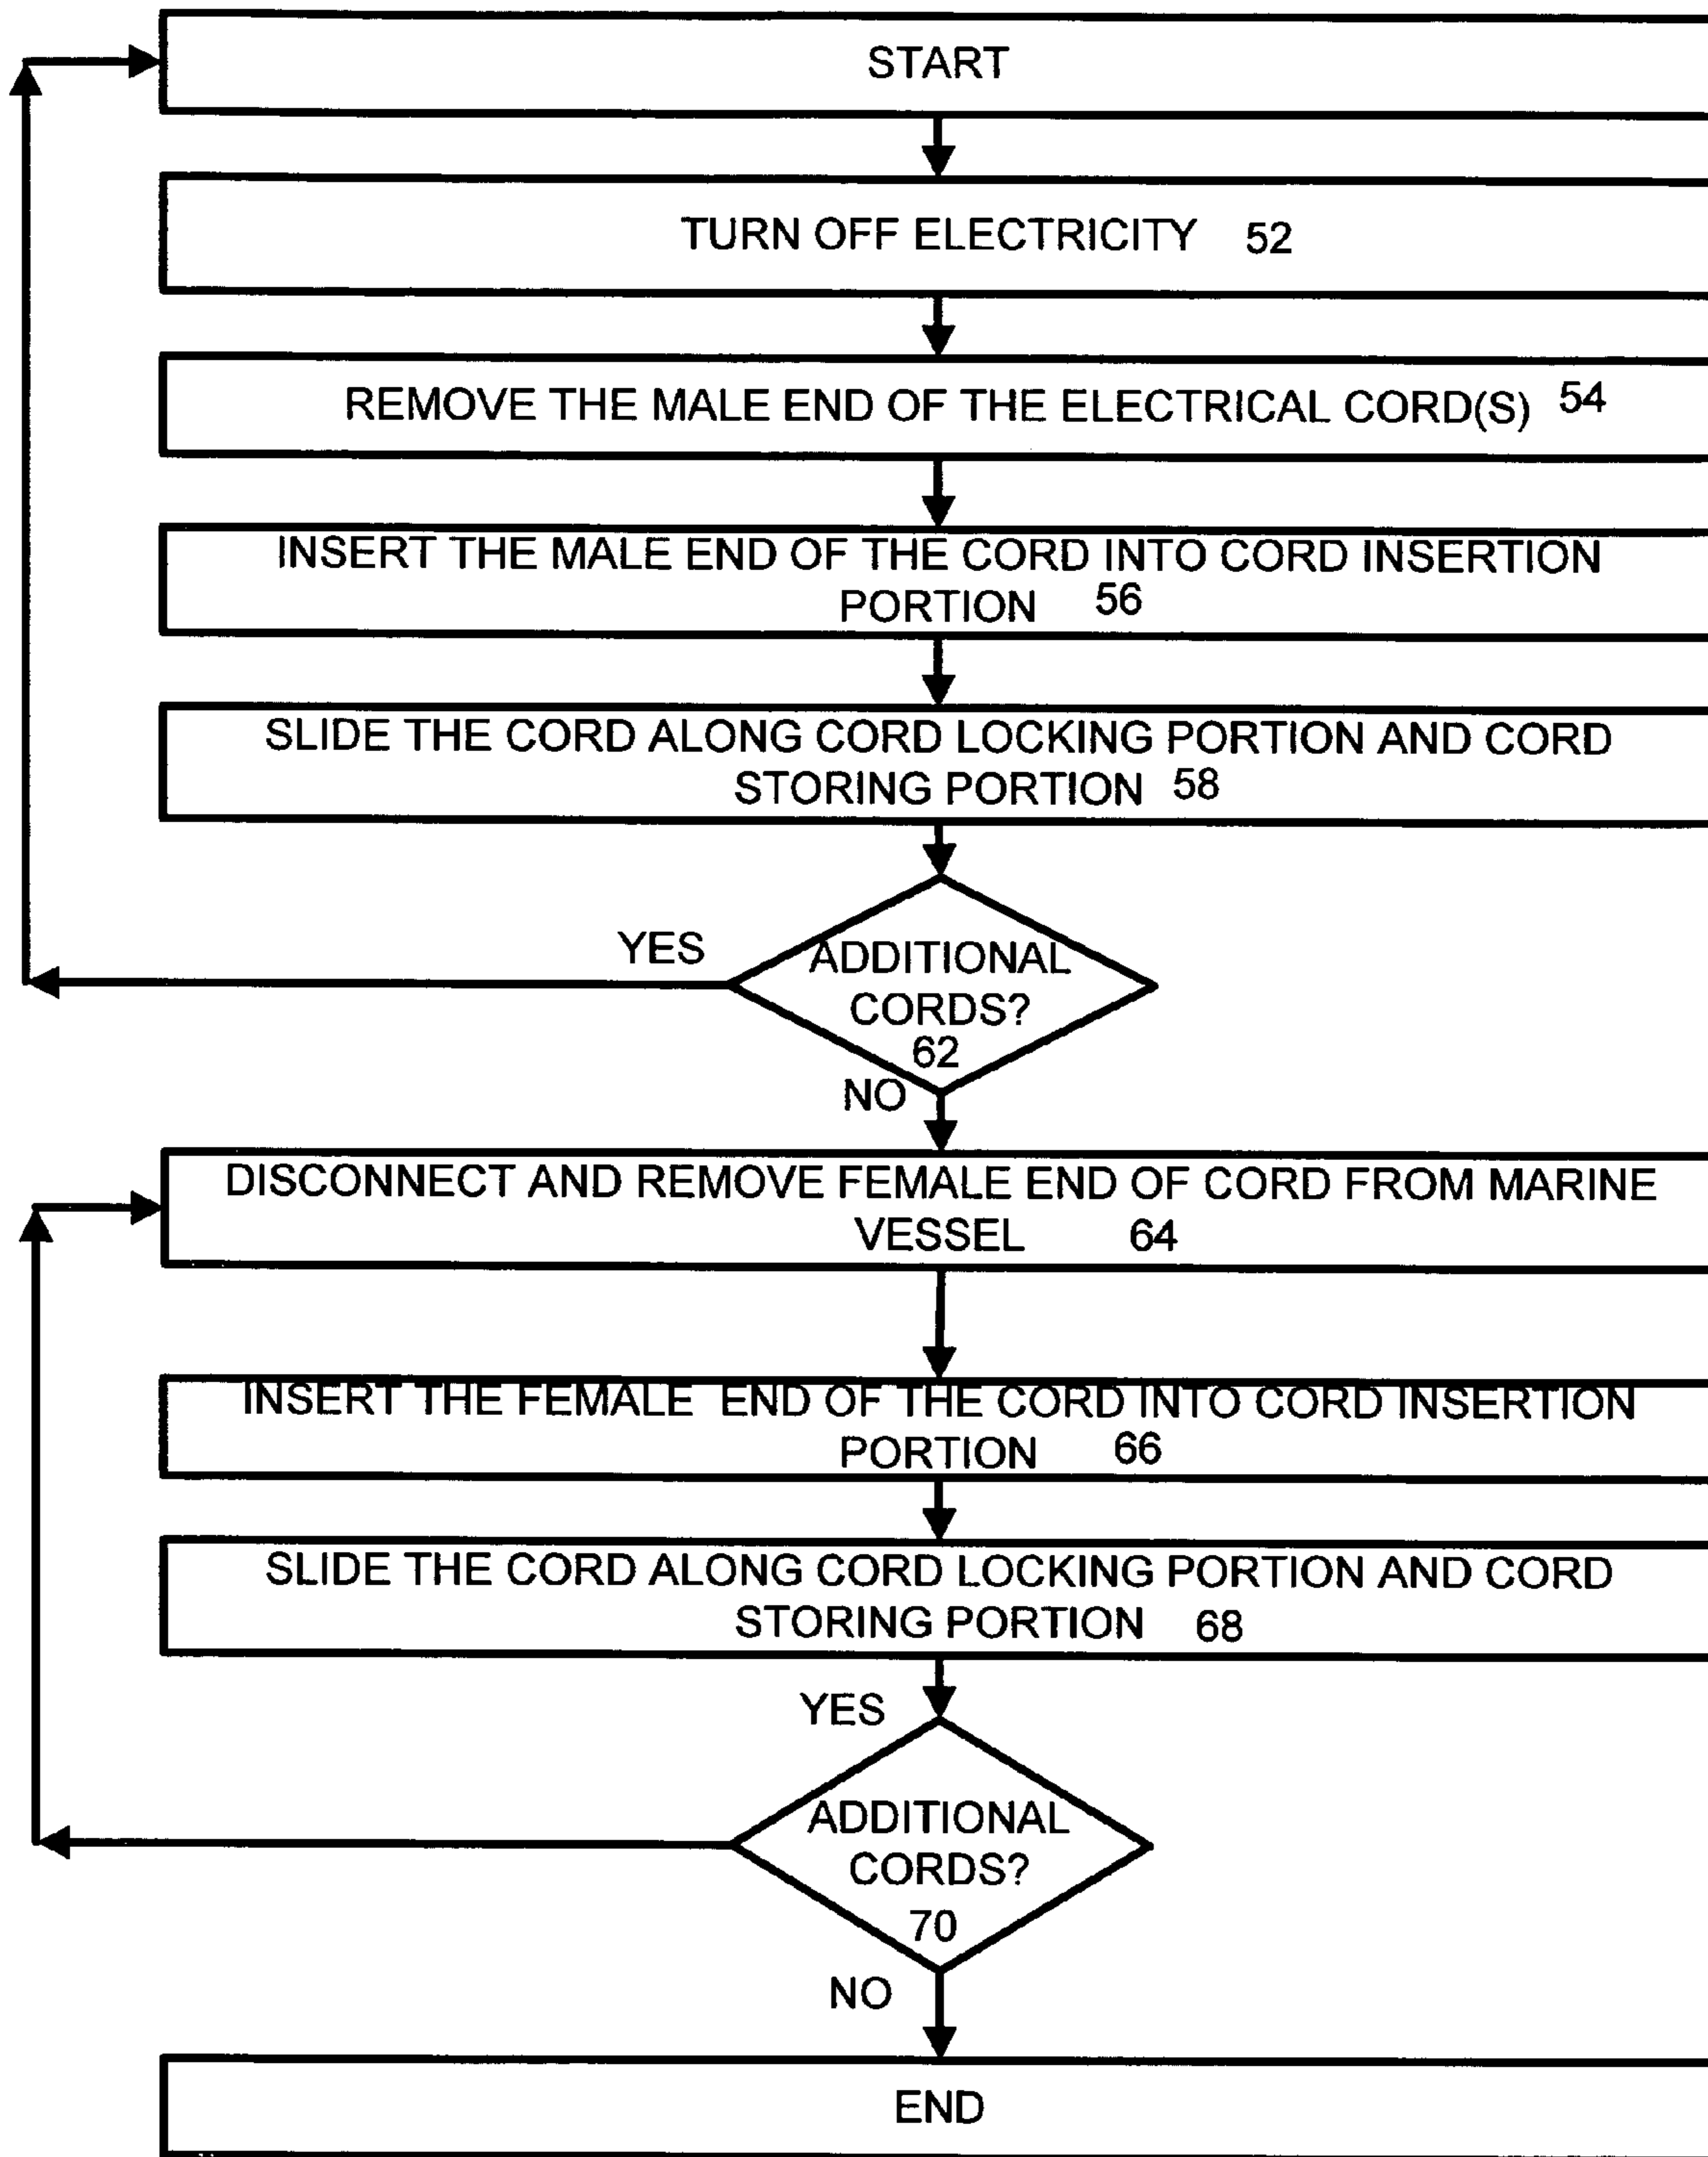 START
TURN OFF ELECTRICITY 52
REMOVE THE MALE END OF THE ELECTRICAL CORD(S) 54
INSERT THE MALE END OF THE CORD INTO CORD INSERTION
PORTION 56
SLIDE THE CORD ALONG CORD LOCKING PORTION AND CORD
STORING PORTION 58
YES
ADDITIONAL
CORDS?
62
NO
DISCONNECT AND REMOVE FEMALE END OF CORD FROM MARINE
VESSEL 64
INSERT THE FEMALE END OF THE CORD INTO CORD INSERTION
PORTION 66
SLIDE THE CORD ALONG CORD LOCKING PORTION AND CORD
STORING PORTION 68
YES
ADDITIONAL
CORDS?
70
NO
END